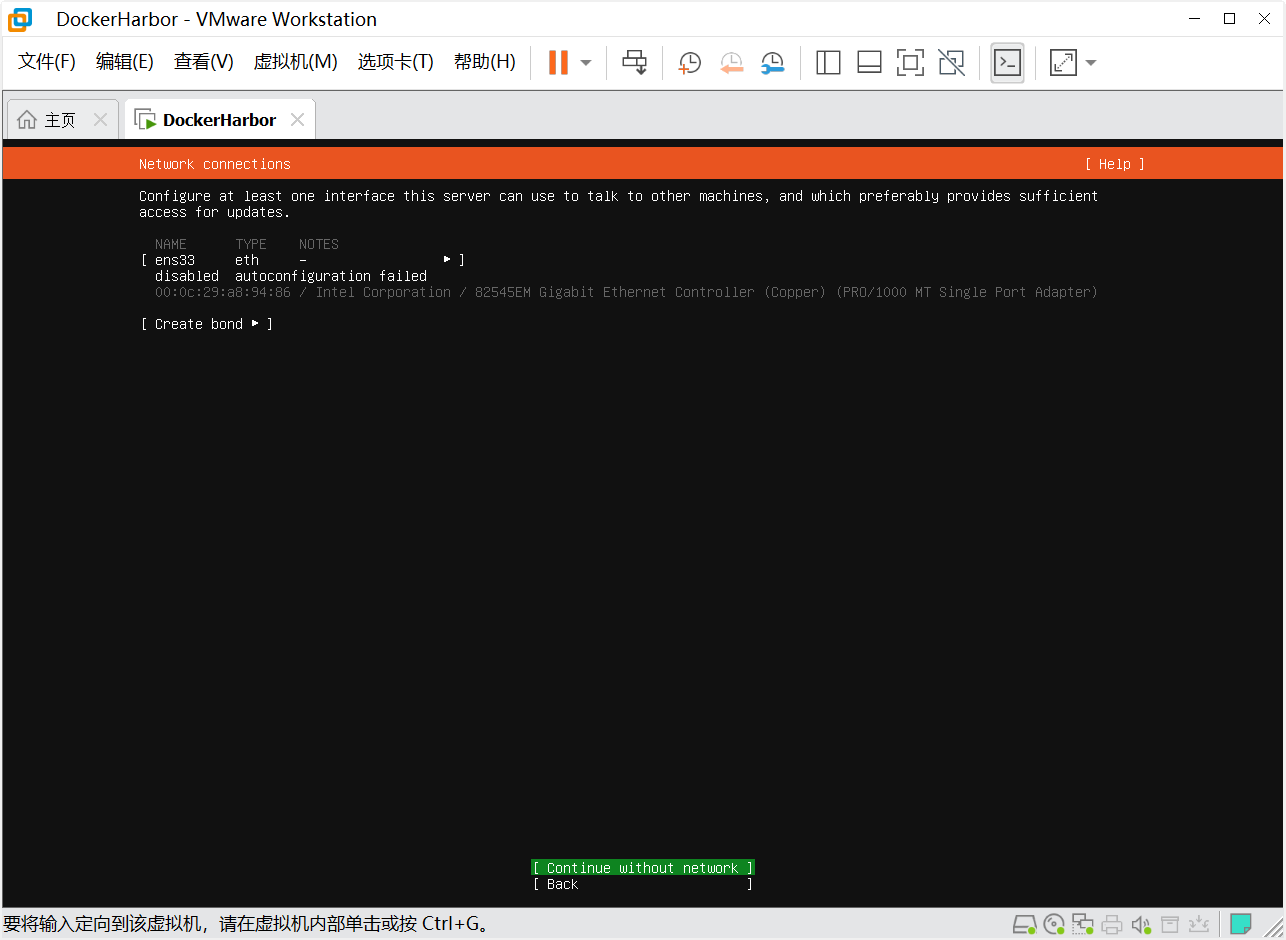 DockerHarbor - VMware Workstation
文件(F) 编辑(E) 查看(V) 虚拟机(M) 选项卡(T) 帮助(H)
主页 DockerHarbor
Network connections [ Help ]
Configure at least one interface this server can use to talk to other machines, and which preferably provides sufficient
access for updates.
NAME TYPE NOTES
[ ens33 eth – ▸ ]
disabled autoconfiguration failed
00:0c:29:a8:94:86 / Intel Corporation / 82545EM Gigabit Ethernet Controller (Copper) (PRO/1000 MT Single Port Adapter)
[ Create bond ▸ ]
[ Continue without network ]
[ Back ]
要将输入定向到该虚拟机，请在虚拟机内部单击或按 Ctrl+G。